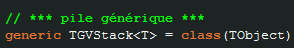 // *** pile générique ***
generic TGVStack<T> = class(TObject)